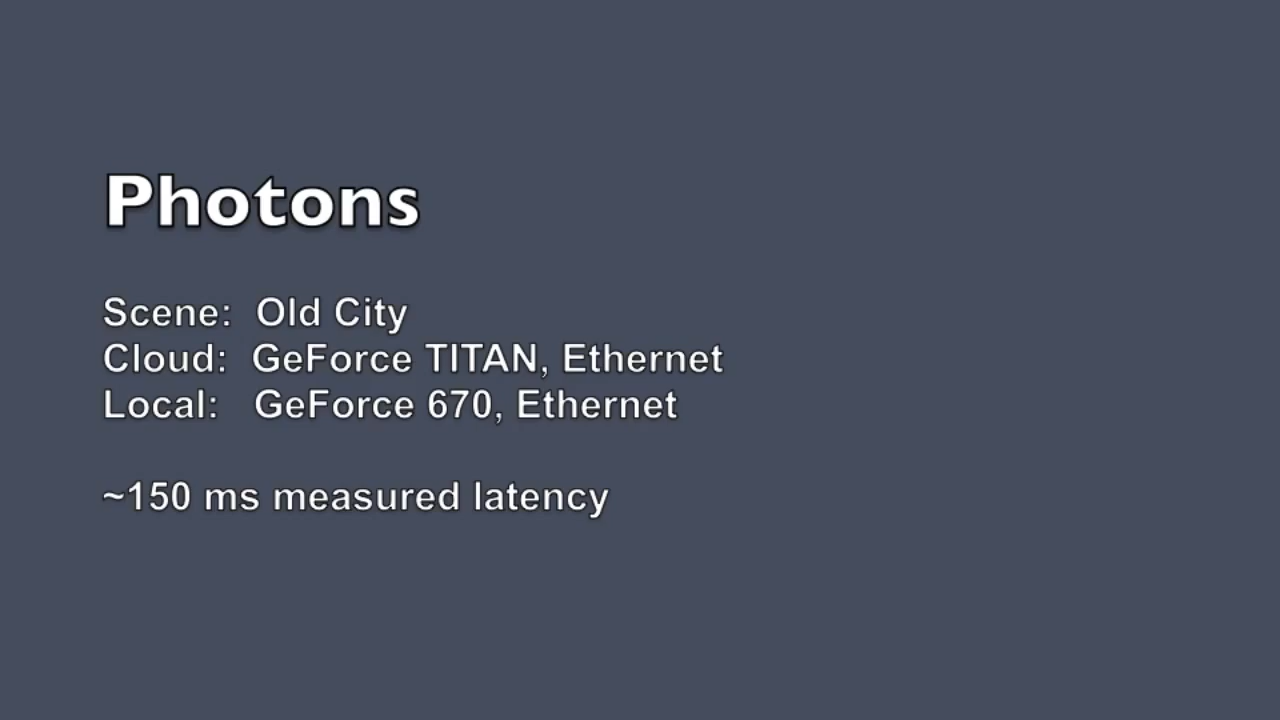 Photons
Scene: Old City
Cloud: GeForce TITAN, Ethernet
Local: GeForce 670, Ethernet
~150 ms measured latency